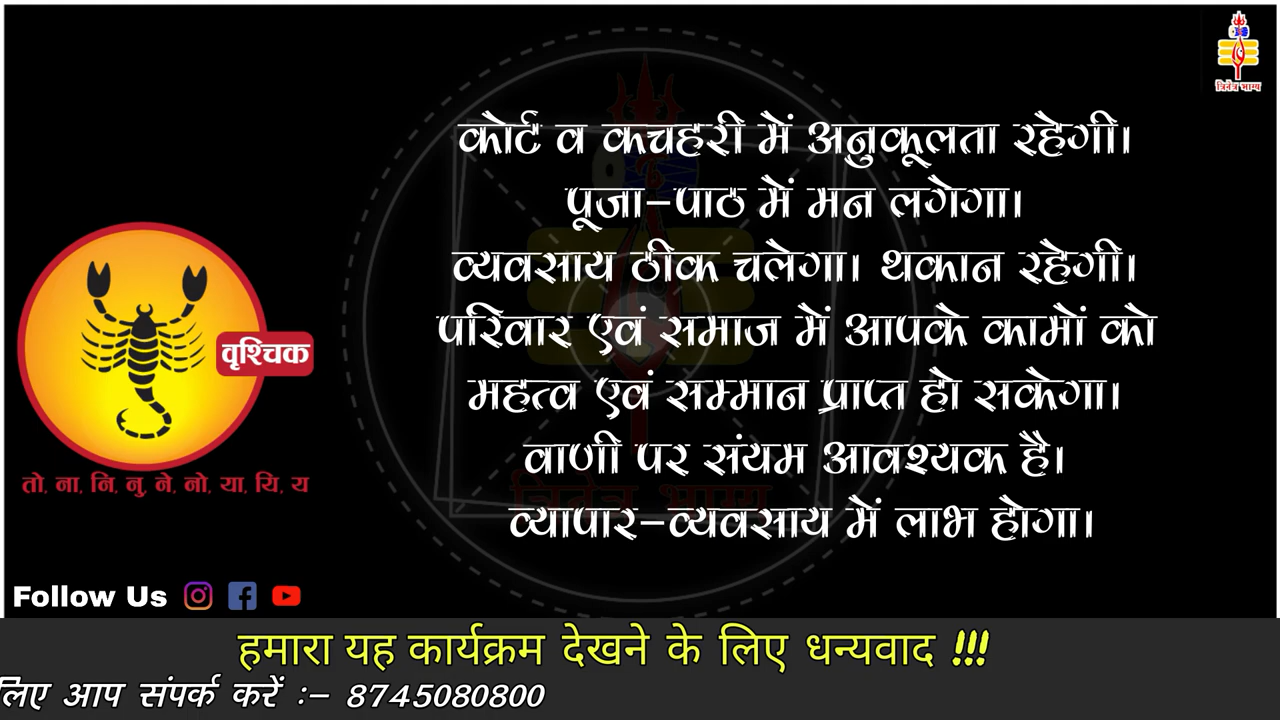 त्रिनेत्र भाग्य
कोर्ट व कचहरी में अनुकूलता रहेगी।
पूजा-पाठ में मन लगेगा।
व्यवसाय ठीक चलेगा। थकान रहेगी।
परिवार एवं समाज में आपके कामों को
महत्व एवं सम्मान प्राप्त हो सकेगा।
वाणी पर संयम आवश्यक है।
व्यापार-व्यवसाय में लाभ होगा।
वृश्चिक
तो, ना, नि, नु, ने, नो, या, यि, य
त्रिनेत्र भाग्य
Follow Us
हमारा यह कार्यक्रम देखने के लिए धन्यवाद !!!
लिए आप संपर्क करें :- 8745080800